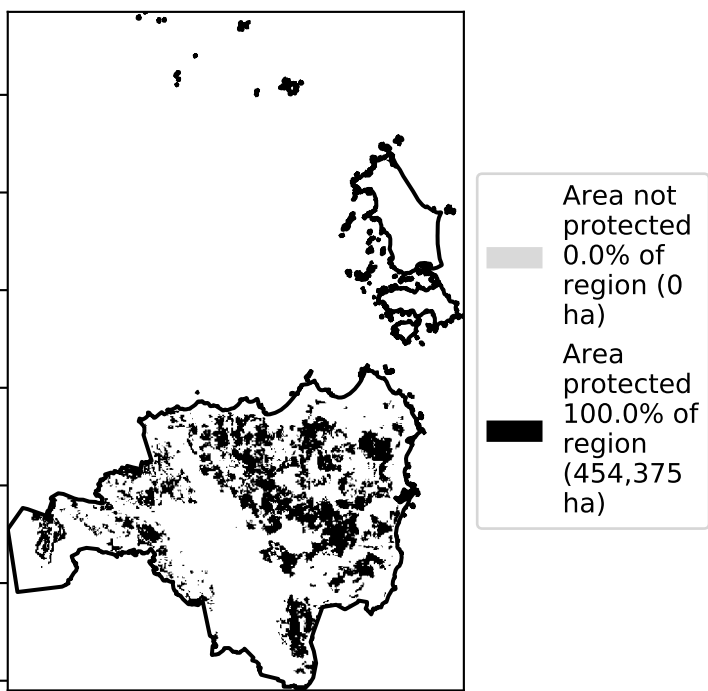 Area not
protected
0.0% of
region (0
ha)
Area
protected
100.0% of
region
(454,375
ha)